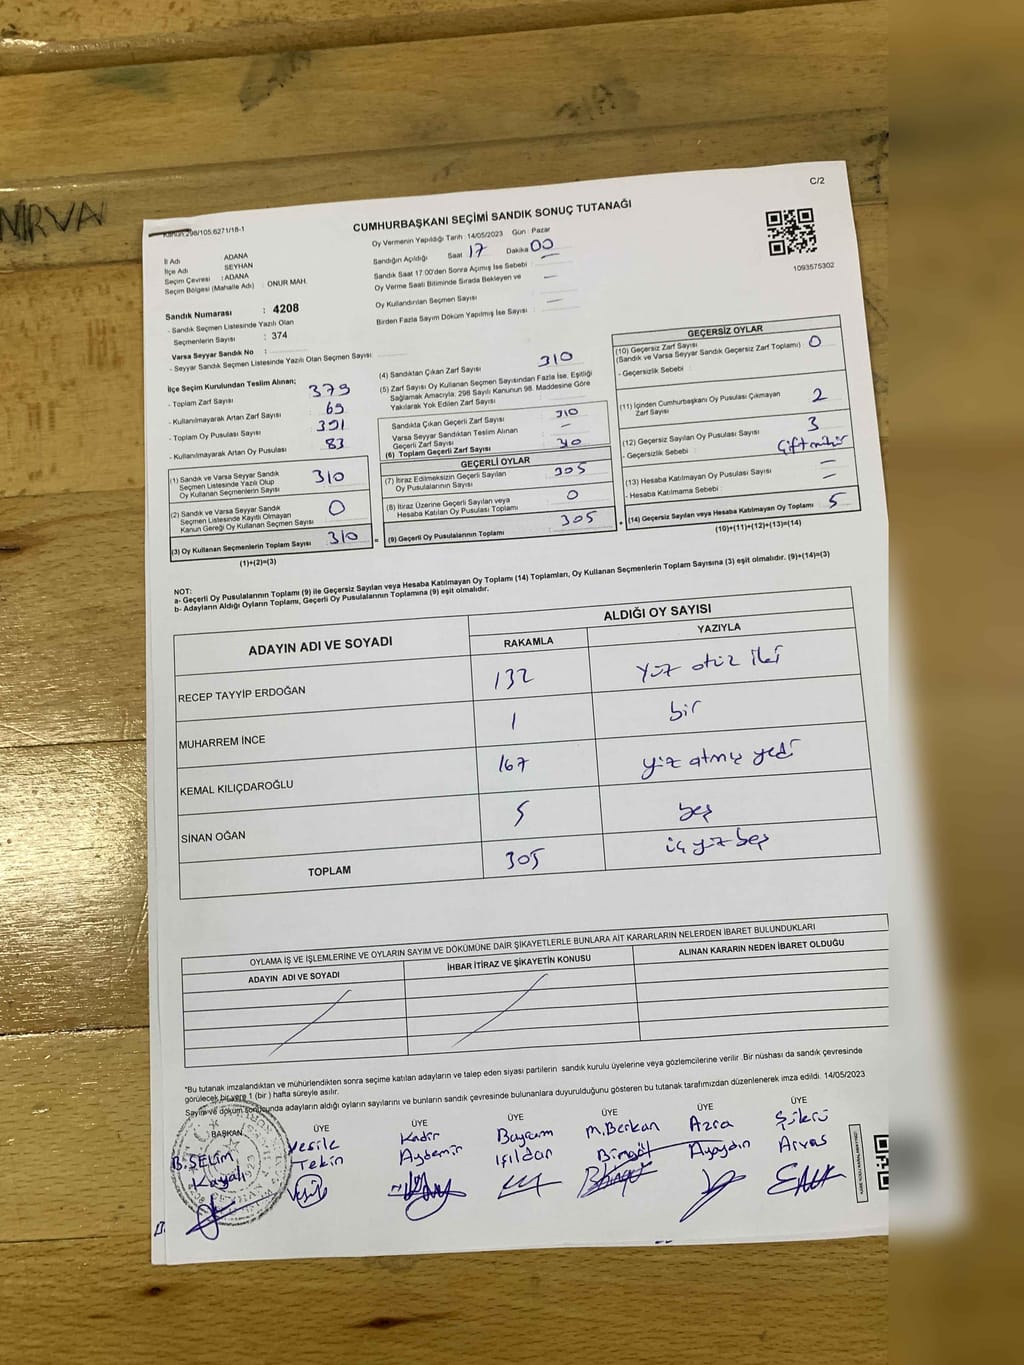 NİRVA
C/2
Kanun:298/105,6271/18-1
CUMHURBAŞKANI SEÇİMİ SANDIK SONUÇ TUTANAĞI
Oy Vermenin Yapıldığı Tarih : 14/05/2023 Gün : Pazar
İl Adı ADANA
İlçe Adı SEYHAN
Seçim Çevresi : ADANA
Seçim Bölgesi (Mahalle Adı) : ONUR MAH.
Sandığın Açıldığı Saat 17 Dakika 00
Sandık Saat 17:00'den Sonra Açılmış İse Sebebi —
Oy Verme Saati Bitiminde Sırada Bekleyen ve —
Oy Kullandırılan Seçmen Sayısı
Birden Fazla Sayım Döküm Yapılmış İse Sayısı : —
1093575302
Sandık Numarası : 4208
- Sandık Seçmen Listesinde Yazılı Olan
Seçmenlerin Sayısı : 374
Varsa Seyyar Sandık No :
- Seyyar Sandık Seçmen Listesinde Yazılı Olan Seçmen Sayısı:
İlçe Seçim Kurulundan Teslim Alınan;
- Toplam Zarf Sayısı 379
- Kullanılmayarak Artan Zarf Sayısı 69
- Toplam Oy Pusulası Sayısı 391
- Kullanılmayarak Artan Oy Pusulası 83
(1) Sandık ve Varsa Seyyar Sandık
Seçmen Listesinde Yazılı Olup
Oy Kullanan Seçmenlerin Sayısı 310
(2) Sandık ve Varsa Seyyar Sandık
Seçmen Listesinde Kayıtlı Olmayan
Kanun Gereği Oy Kullanan Seçmen Sayısı 0
(3) Oy Kullanan Seçmenlerin Toplam Sayısı 310 =
(1)+(2)=(3)
(4) Sandıktan Çıkan Zarf Sayısı 310
(5) Zarf Sayısı Oy Kullanan Seçmen Sayısından Fazla İse, Eşitliği
Sağlamak Amacıyla; 298 Sayılı Kanunun 98. Maddesine Göre
Yakılarak Yok Edilen Zarf Sayısı
Sandıkta Çıkan Geçerli Zarf Sayısı 310
Varsa Seyyar Sandıktan Teslim Alınan
Geçerli Zarf Sayısı —
(6) Toplam Geçerli Zarf Sayısı 310
GEÇERLİ OYLAR
(7) İtiraz Edilmeksizin Geçerli Sayılan
Oy Pusulalarının Sayısı 305
(8) İtiraz Üzerine Geçerli Sayılan veya
Hesaba Katılan Oy Pusulası Toplamı 0
(9) Geçerli Oy Pusulalarının Toplamı 305 +
GEÇERSİZ OYLAR
(10) Geçersiz Zarf Sayısı
(Sandık ve Varsa Seyyar Sandık Geçersiz Zarf Toplamı) 0
- Geçersizlik Sebebi :
(11) İçinden Cumhurbaşkanı Oy Pusulası Çıkmayan
Zarf Sayısı 2
(12) Geçersiz Sayılan Oy Pusulası Sayısı 3
- Geçersizlik Sebebi : Çift mühür
(13) Hesaba Katılmayan Oy Pusulası Sayısı —
- Hesaba Katılmama Sebebi : —
(14) Geçersiz Sayılan veya Hesaba Katılmayan Oy Toplamı 5
(10)+(11)+(12)+(13)=(14)
NOT:
a- Geçerli Oy Pusulalarının Toplamı (9) ile Geçersiz Sayılan veya Hesaba Katılmayan Oy Toplamı (14) Toplamları, Oy Kullanan Seçmenlerin Toplam Sayısına (3) eşit olmalıdır. (9)+(14)=(3)
b- Adayların Aldığı Oyların Toplamı, Geçerli Oy Pusulalarının Toplamına (9) eşit olmalıdır.
ADAYIN ADI VE SOYADI ALDIĞI OY SAYISI
RAKAMLA YAZIYLA
RECEP TAYYİP ERDOĞAN 132 Yüz otuz iki
MUHARREM İNCE 1 bir
KEMAL KILIÇDAROĞLU 167 yüz atmış yedi
SİNAN OĞAN 5 beş
TOPLAM 305 üç yüz beş
OYLAMA İŞ VE İŞLEMLERİNE VE OYLARIN SAYIM VE DÖKÜMÜNE DAİR ŞİKAYETLERLE BUNLARA AİT KARARLARIN NELERDEN İBARET BULUNDUKLARI
ADAYIN ADI VE SOYADI İHBAR İTİRAZ VE ŞİKAYETİN KONUSU ALINAN KARARIN NEDEN İBARET OLDUĞU
*Bu tutanak imzalandıktan ve mühürlendikten sonra seçime katılan adayların ve talep eden siyasi partilerin sandık kurulu üyelerine veya gözlemcilerine verilir. Bir nüshası da sandık çevresinde
görülecek bir yere 1 (bir) hafta süreyle asılır.
Sayım ve döküm sonucunda adayların aldığı oyların sayılarını ve bunların sandık çevresinde bulunanlara duyurulduğunu gösteren bu tutanak tarafımızdan düzenlenerek imza edildi. 14/05/2023
BAŞKAN ÜYE ÜYE ÜYE ÜYE ÜYE ÜYE
B.SELİM Yesile Kadir Bayram M.Berkan Azra Şükrü
Kayalı Tekin Aydemir Işıldar Bingöl Ayaydın Arvas